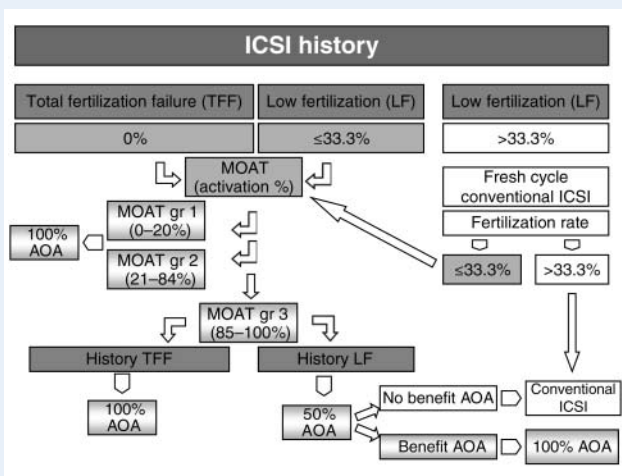 ICSI history
Total fertilization failure (TFF)
Low fertilization (LF)
Low fertilization (LF)
0%
≤33.3%
>33.3%
MOAT
(activation %)
Fresh cycle
conventional ICSI
Fertilization rate
MOAT gr 1
(0–20%)
100%
AOA
MOAT gr 2
(21–84%)
≤33.3%
>33.3%
MOAT gr 3
(85–100%)
History TFF
History LF
100%
AOA
50%
AOA
No benefit AOA
Conventional
ICSI
Benefit AOA
100% AOA